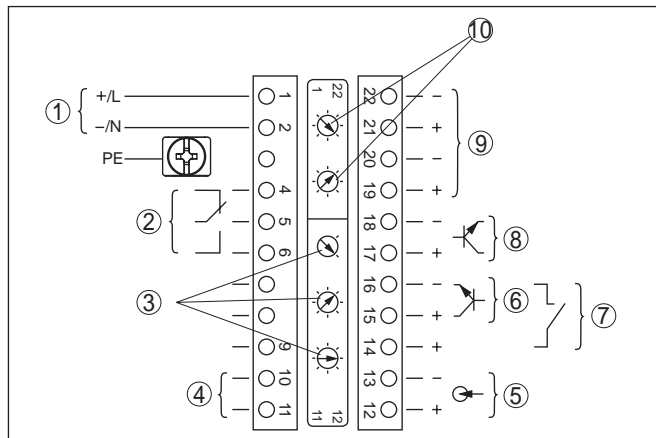 10
1 22
1 +/L 1 22 − 9
−/N 2 21 +
PE 20 −
4 19 +
2 5 18 − 8
6 17 +
16 − 6
3 15 + 7
9 14 +
4 10 13 − 5
11 12 +
11 12